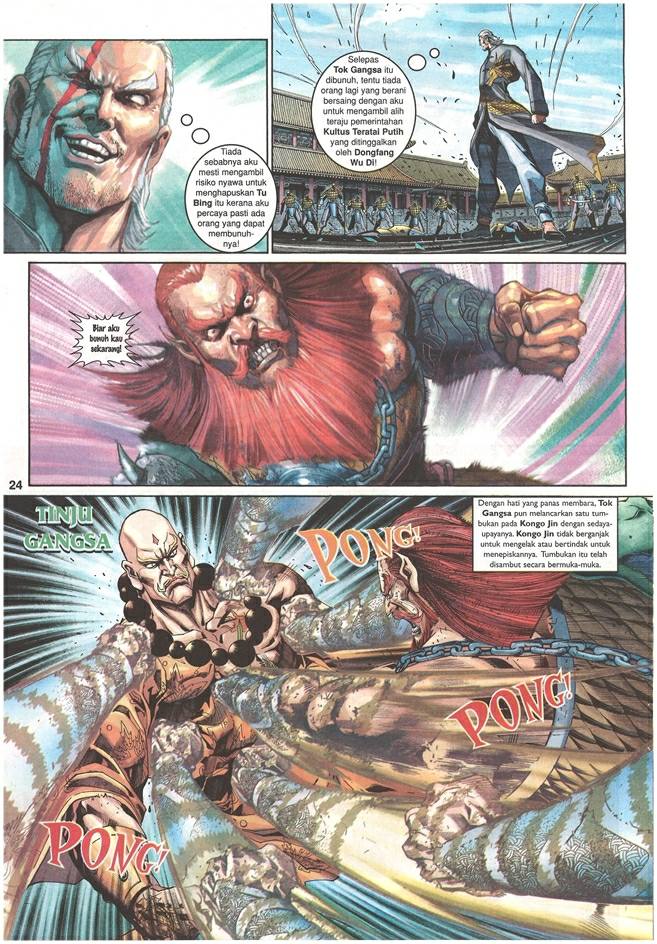 Tiada
sebabnya aku
mesti mengambil
risiko nyawa untuk
menghapuskan Tu
Bing itu kerana aku
percaya pasti ada
orang yang dapat
membunuh-
nya!
Selepas
Tok Gangsa itu
dibunuh, tentu tiada
orang lagi yang berani
bersaing dengan aku
untuk mengambil alih
teraju pemerintahan
Kultus Teratai Putih
yang ditinggalkan
oleh Dongfang
Wu Di!
Biar aku
bunuh kau
sekarang!
24
TINJU
GANGSA
PONG!
Dengan hati yang panas membara, Tok
Gangsa pun melancarkan satu tum-
bukan pada Kongo Jin dengan sedaya-
upayanya. Kongo Jin tidak berganjak
untuk mengelak atau bertindak untuk
menepiskannya. Tumbukan itu telah
disambut secara bermuka-muka.
PONG!
PONG!